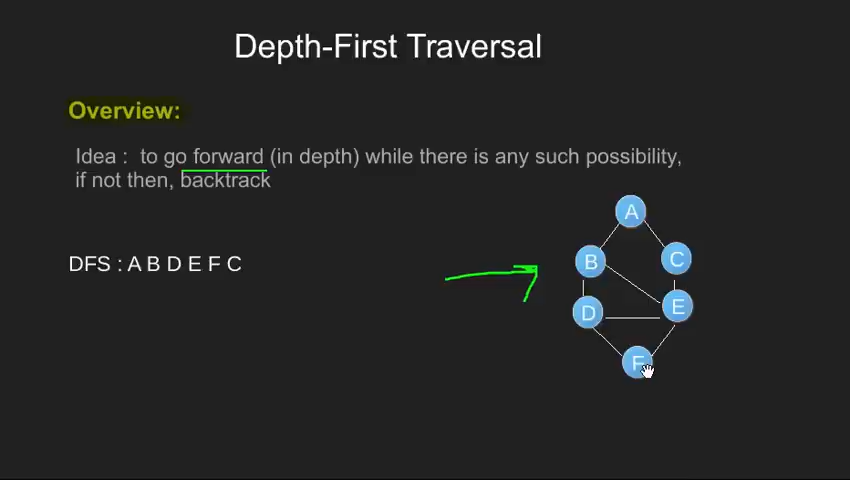 Depth-First Traversal
Overview:
Idea : to go forward (in depth) while there is any such possibility,
if not then, backtrack
A
B
C
DFS : A B D E F C
D
E
F